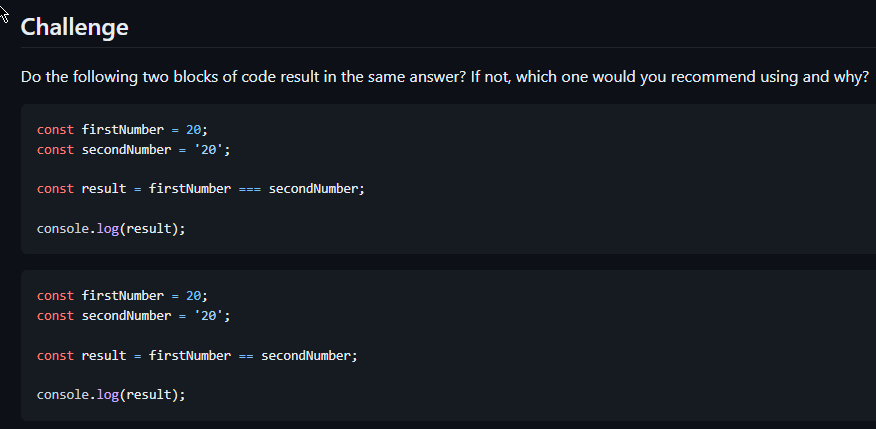 Challenge
Do the following two blocks of code result in the same answer? If not, which one would you recommend using and why?
const firstNumber = 20;
const secondNumber = '20';
const result = firstNumber === secondNumber;
console.log(result);
const firstNumber = 20;
const secondNumber = '20';
const result = firstNumber == secondNumber;
console.log(result);